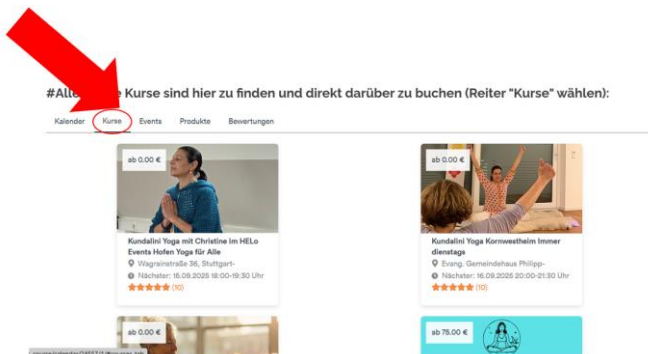 #All Kurse sind hier zu finden und direkt darüber zu buchen (Reiter "Kurse" wählen):
Kalender Kurse Events Produkte Bewertungen
ab 0.00 €
ab 0.00 €
Kundalini Yoga mit Christine im HELo
Events Hofen Yoga für Alle
Wagrainstraße 36, Stuttgart-
Nächster: 16.09.2025 18:00-19:30 Uhr
(10)
Kundalini Yoga Kornwestheim Immer
dienstags
Evang. Gemeindehaus Philipp-
Nächster: 16.09.2025 20:00-21:30 Uhr
(10)
ab 0.00 €
ab 75.00 €